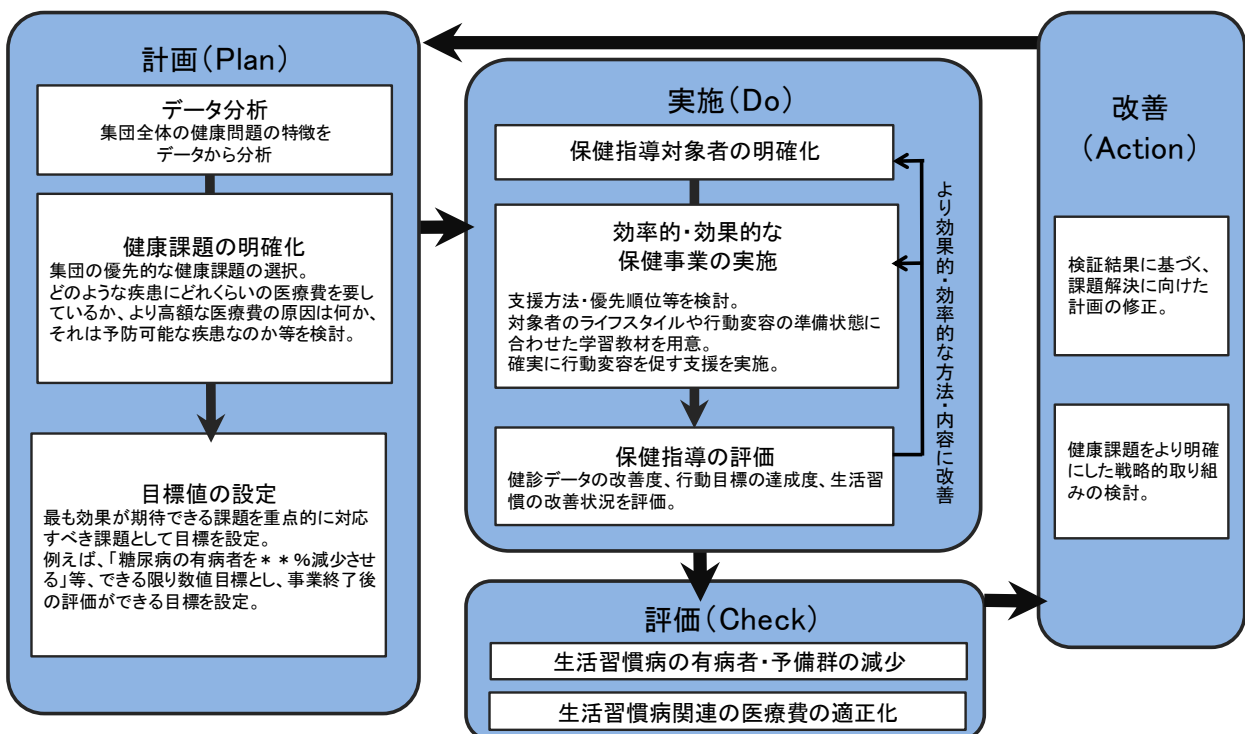 計画(Plan)
データ分析
集団全体の健康問題の特徴を
データから分析
健康課題の明確化
集団の優先的な健康課題の選択。
どのような疾患にどれくらいの医療費を要し
ているか、より高額な医療費の原因は何か、
それは予防可能な疾患なのか等を検討。
目標値の設定
最も効果が期待できる課題を重点的に対応
すべき課題として目標を設定。
例えば、「糖尿病の有病者を＊＊%減少させ
る」等、できる限り数値目標とし、事業終了後
の評価ができる目標を設定。
実施(Do)
保健指導対象者の明確化
効率的・効果的な
保健事業の実施
支援方法・優先順位等を検討。
対象者のライフスタイルや行動変容の準備状態に
合わせた学習教材を用意。
確実に行動変容を促す支援を実施。
保健指導の評価
健診データの改善度、行動目標の達成度、生活習
慣の改善状況を評価。
より効果的・効率的な方法・内容に改善
評価(Check)
生活習慣病の有病者・予備群の減少
生活習慣病関連の医療費の適正化
改善
(Action)
検証結果に基づく、
課題解決に向けた
計画の修正。
健康課題をより明確
にした戦略的取り組
みの検討。